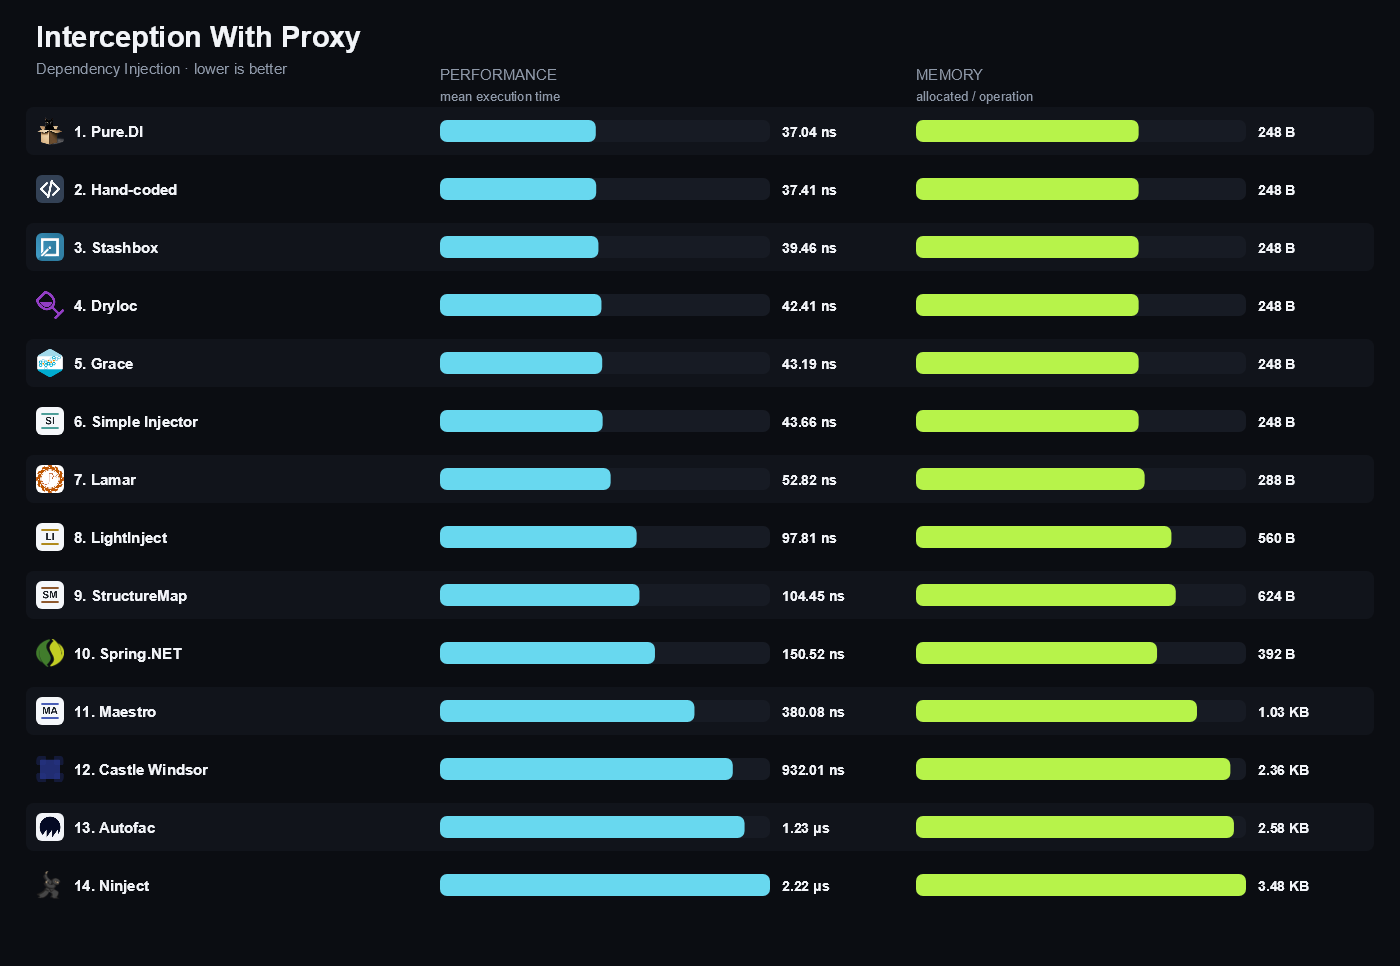 Interception With Proxy
Dependency Injection · lower is better
PERFORMANCE
mean execution time
MEMORY
allocated / operation
1. Pure.DI 37.04 ns 248 B
2. Hand-coded 37.41 ns 248 B
3. Stashbox 39.46 ns 248 B
4. DryIoc 42.41 ns 248 B
5. Grace 43.19 ns 248 B
SI 6. Simple Injector 43.66 ns 248 B
7. Lamar 52.82 ns 288 B
LI 8. LightInject 97.81 ns 560 B
SM 9. StructureMap 104.45 ns 624 B
10. Spring.NET 150.52 ns 392 B
MA 11. Maestro 380.08 ns 1.03 KB
12. Castle Windsor 932.01 ns 2.36 KB
13. Autofac 1.23 µs 2.58 KB
14. Ninject 2.22 µs 3.48 KB